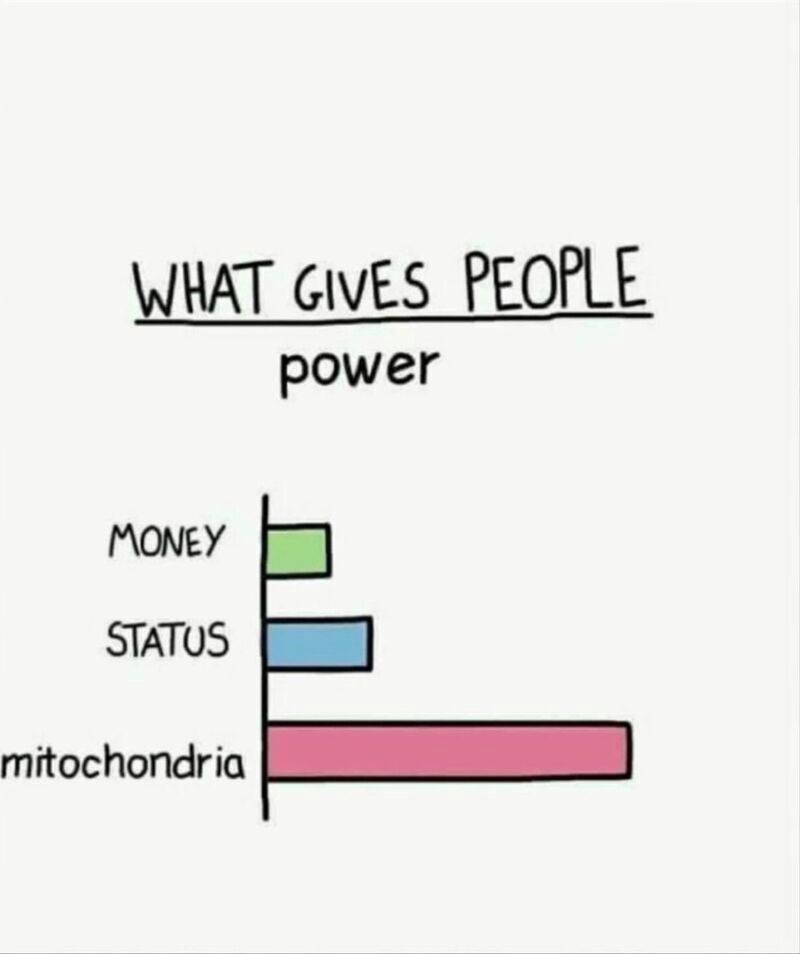 WHAT GIVES PEOPLE
power
MONEY
STATUS
mitochondria